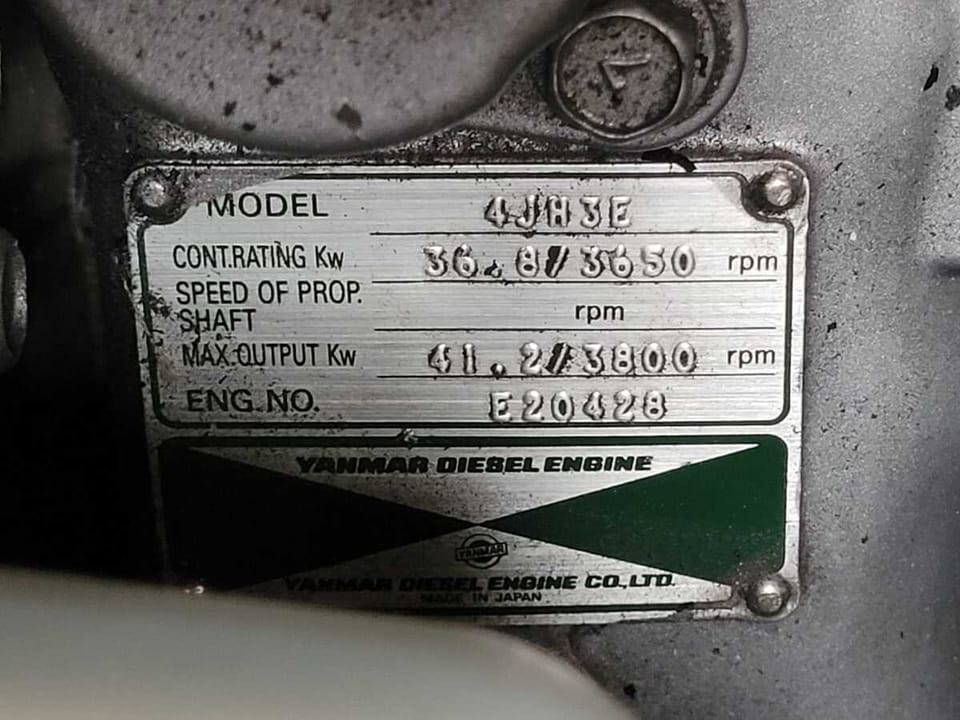 MODEL 4JH3E
CONT.RATING Kw 36.8/3650 rpm
SPEED OF PROP.
SHAFT rpm
MAX.OUTPUT Kw 41.2/3800 rpm
ENG.NO. E20428
YANMAR DIESEL ENGINE
YANMAR
YANMAR DIESEL ENGINE CO.,LTD.
MADE IN JAPAN